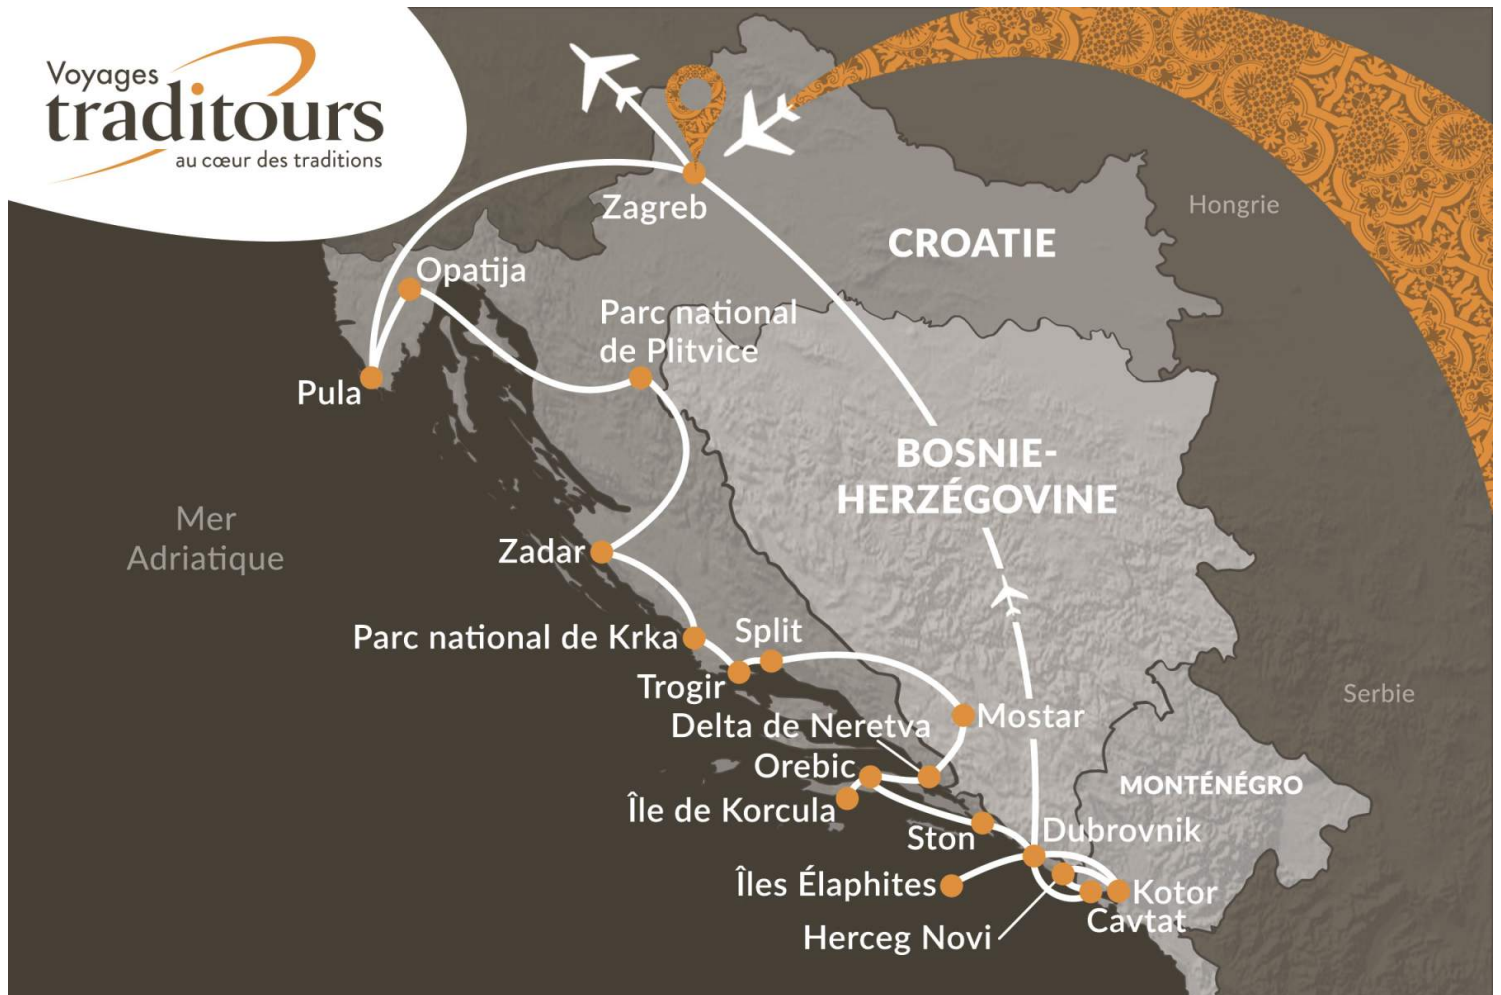 Voyages
traditours
au cœur des traditions
Zagreb
Hongrie
CROATIE
Opatija
Parc national
de Plitvice
Pula
BOSNIE-
HERZÉGOVINE
Mer
Adriatique
Zadar
Parc national de Krka
Split
Trogir
Serbie
Mostar
Delta de Neretva
Orebic
MONTÉNÉGRO
Île de Korcula
Ston
Dubrovnik
Îles Élaphites
Kotor
Cavtat
Herceg Novi